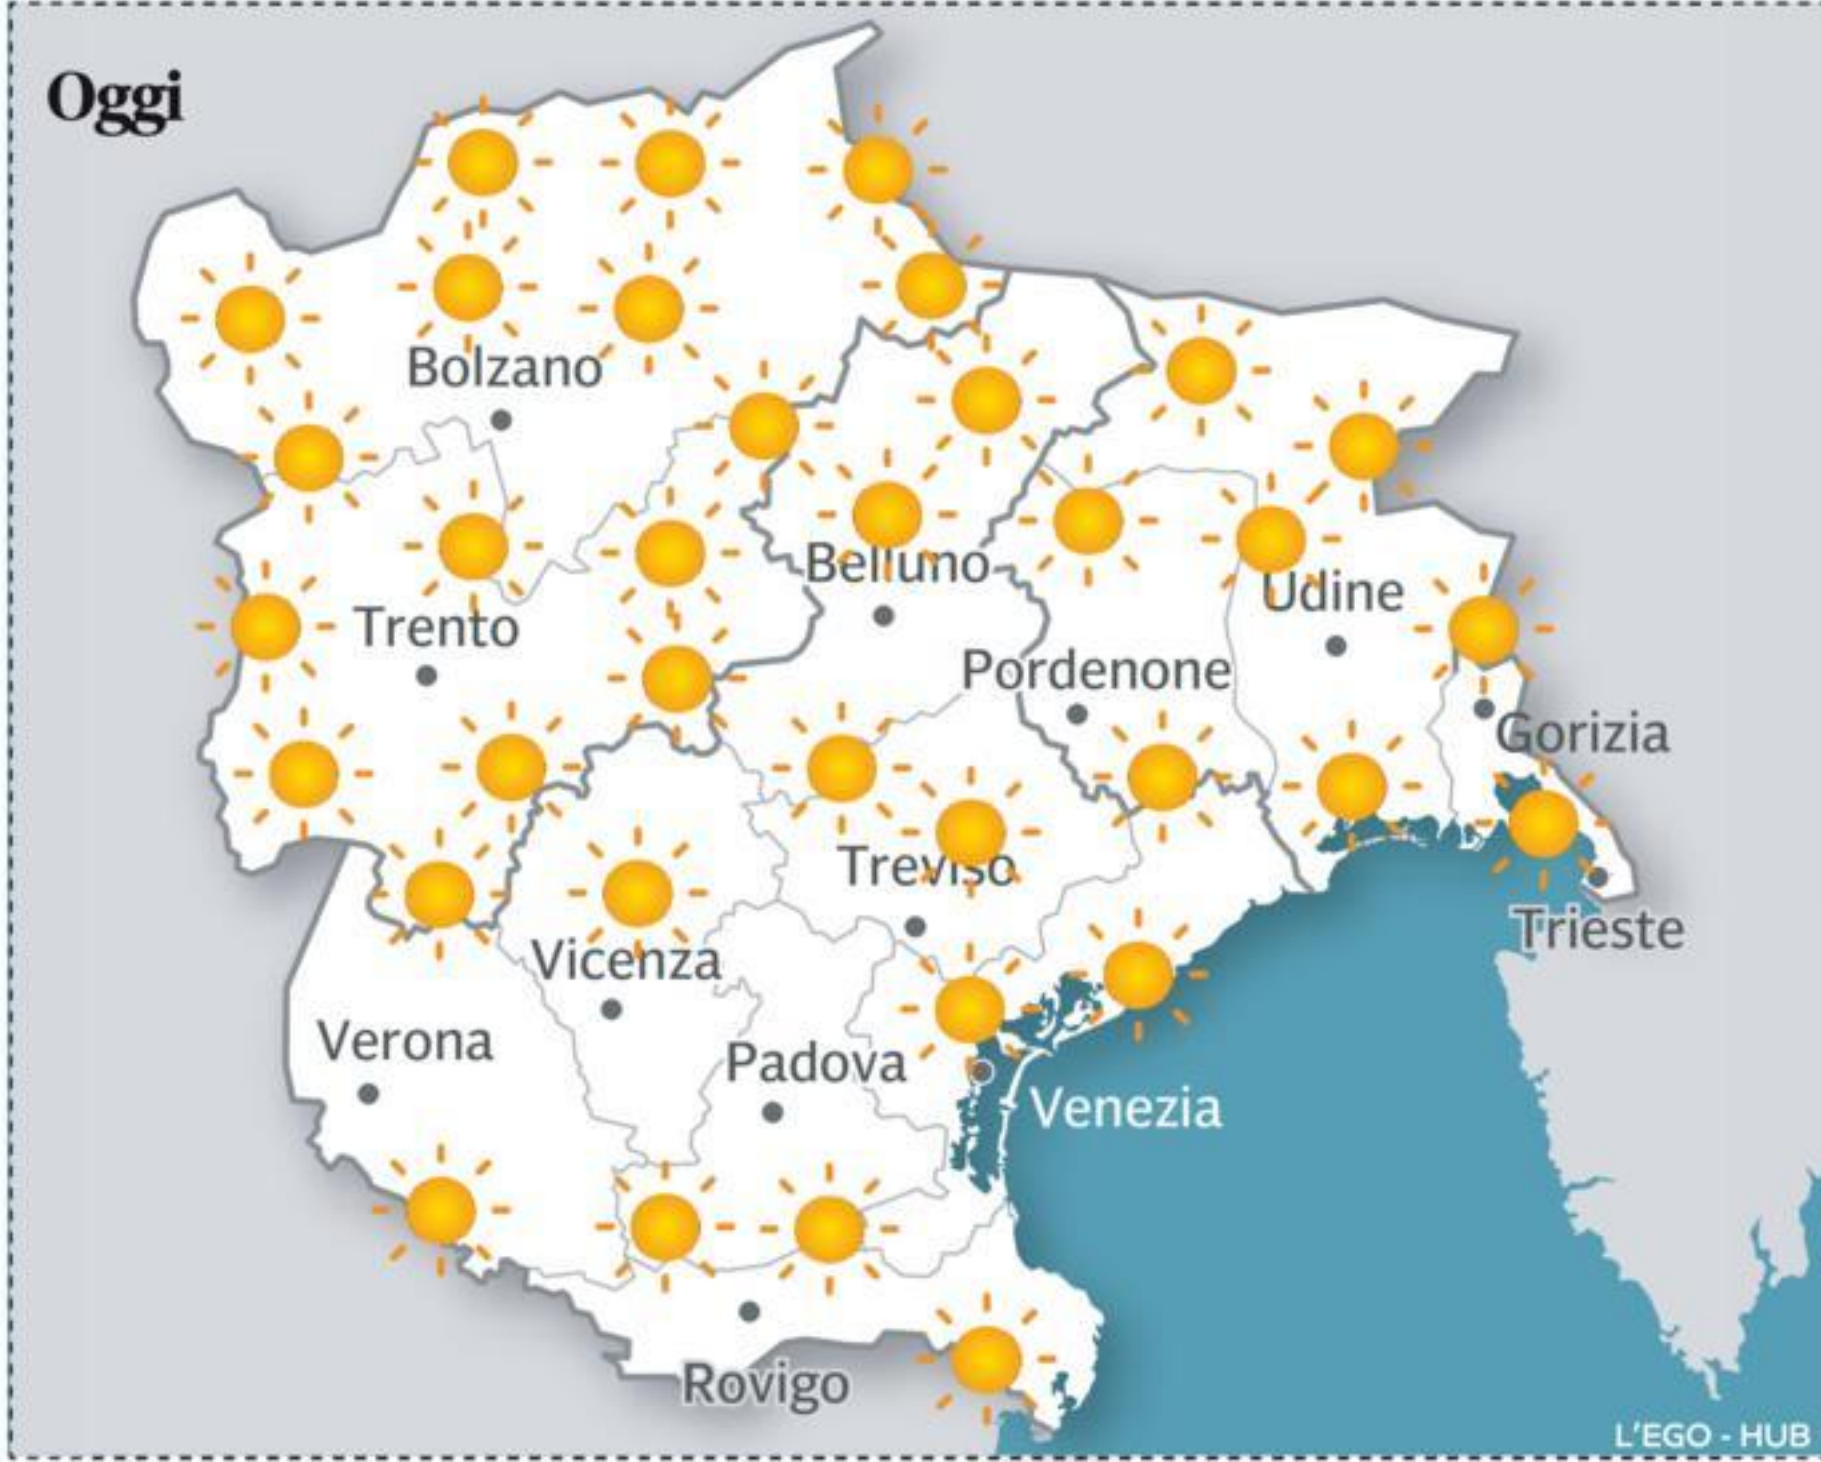 Oggi
Bolzano
Belluno
Udine
Trento
Pordenone
Gorizia
Treviso
Trieste
Vicenza
Verona
Padova
Venezia
Rovigo
L'EGO - HUB